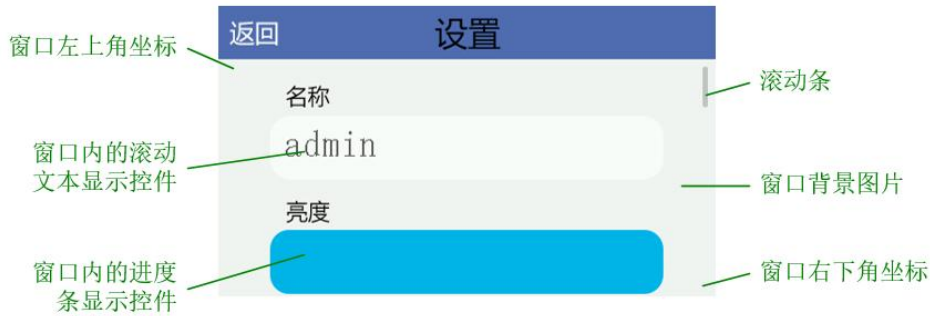 返回
设置
窗口左上角坐标
滚动条
名称
admin
窗口内的滚动
文本显示控件
窗口背景图片
亮度
窗口内的进度
条显示控件
窗口右下角坐标